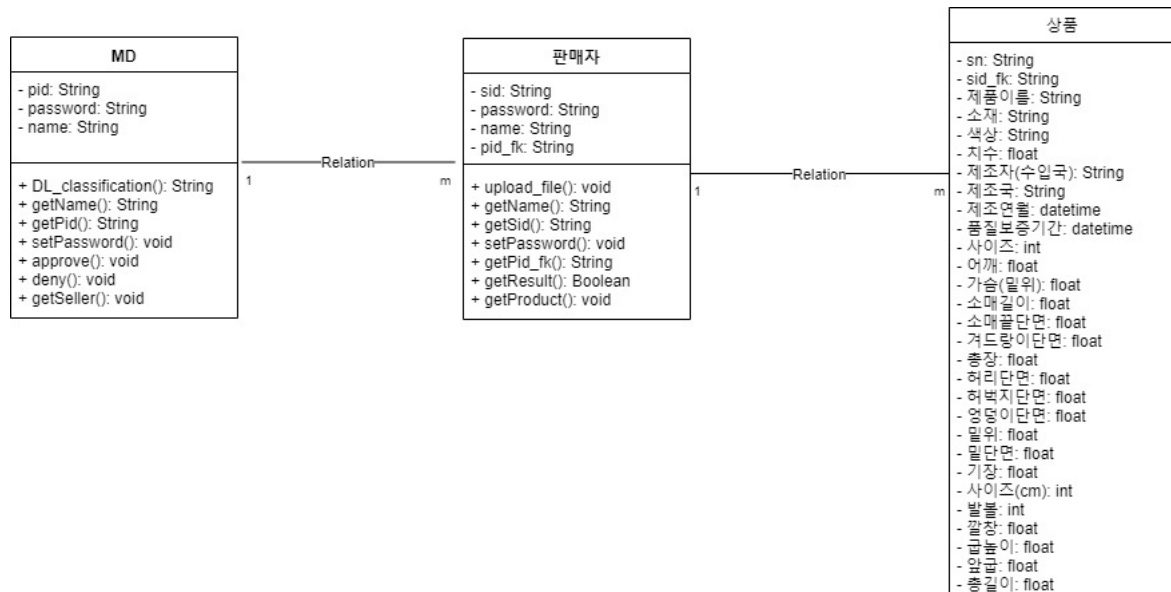 MD
- pid: String
- password: String
- name: String
+ DL_classification(): String
+ getName(): String
+ getPid(): String
+ setPassword(): void
+ approve(): void
+ deny(): void
+ getSeller(): void
Relation
1
m
판매자
- sid: String
- password: String
- name: String
- pid_fk: String
+ upload_file(): void
+ getName(): String
+ getSid(): String
+ setPassword(): void
+ getPid_fk(): String
+ getResult(): Boolean
+ getProduct(): void
Relation
1
m
상품
- sn: String
- sid_fk: String
- 제품이름: String
- 소재: String
- 색상: String
- 치수: float
- 제조자(수입국): String
- 제조국: String
- 제조연월: datetime
- 품질보증기간: datetime
- 사이즈: int
- 어깨: float
- 가슴(밑위): float
- 소매길이: float
- 소매끝단면: float
- 겨드랑이단면: float
- 총장: float
- 허리단면: float
- 허벅지단면: float
- 엉덩이단면: float
- 밑위: float
- 밑단면: float
- 기장: float
- 사이즈(cm): int
- 발볼: int
- 깔창: float
- 굽높이: float
- 앞굽: float
- 총길이: float